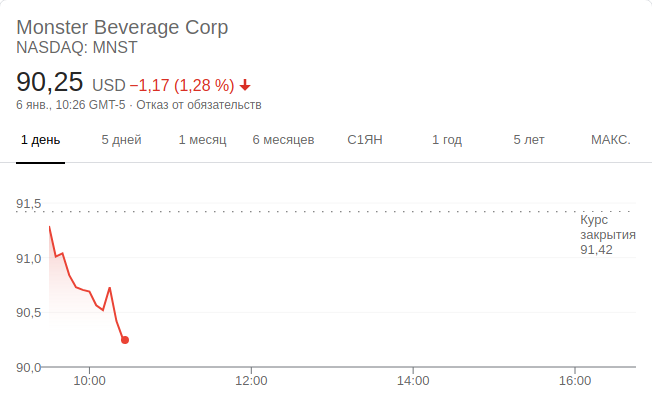 Monster Beverage Corp
NASDAQ: MNST
90,25 USD −1,17 (1,28 %)
6 янв., 10:26 GMT-5 · Отказ от обязательств
1 день 5 дней 1 месяц 6 месяцев С1ЯН 1 год 5 лет МАКС.
91,5
Курс
закрытия
91,42
91,0
90,5
90,0
10:00 12:00 14:00 16:00